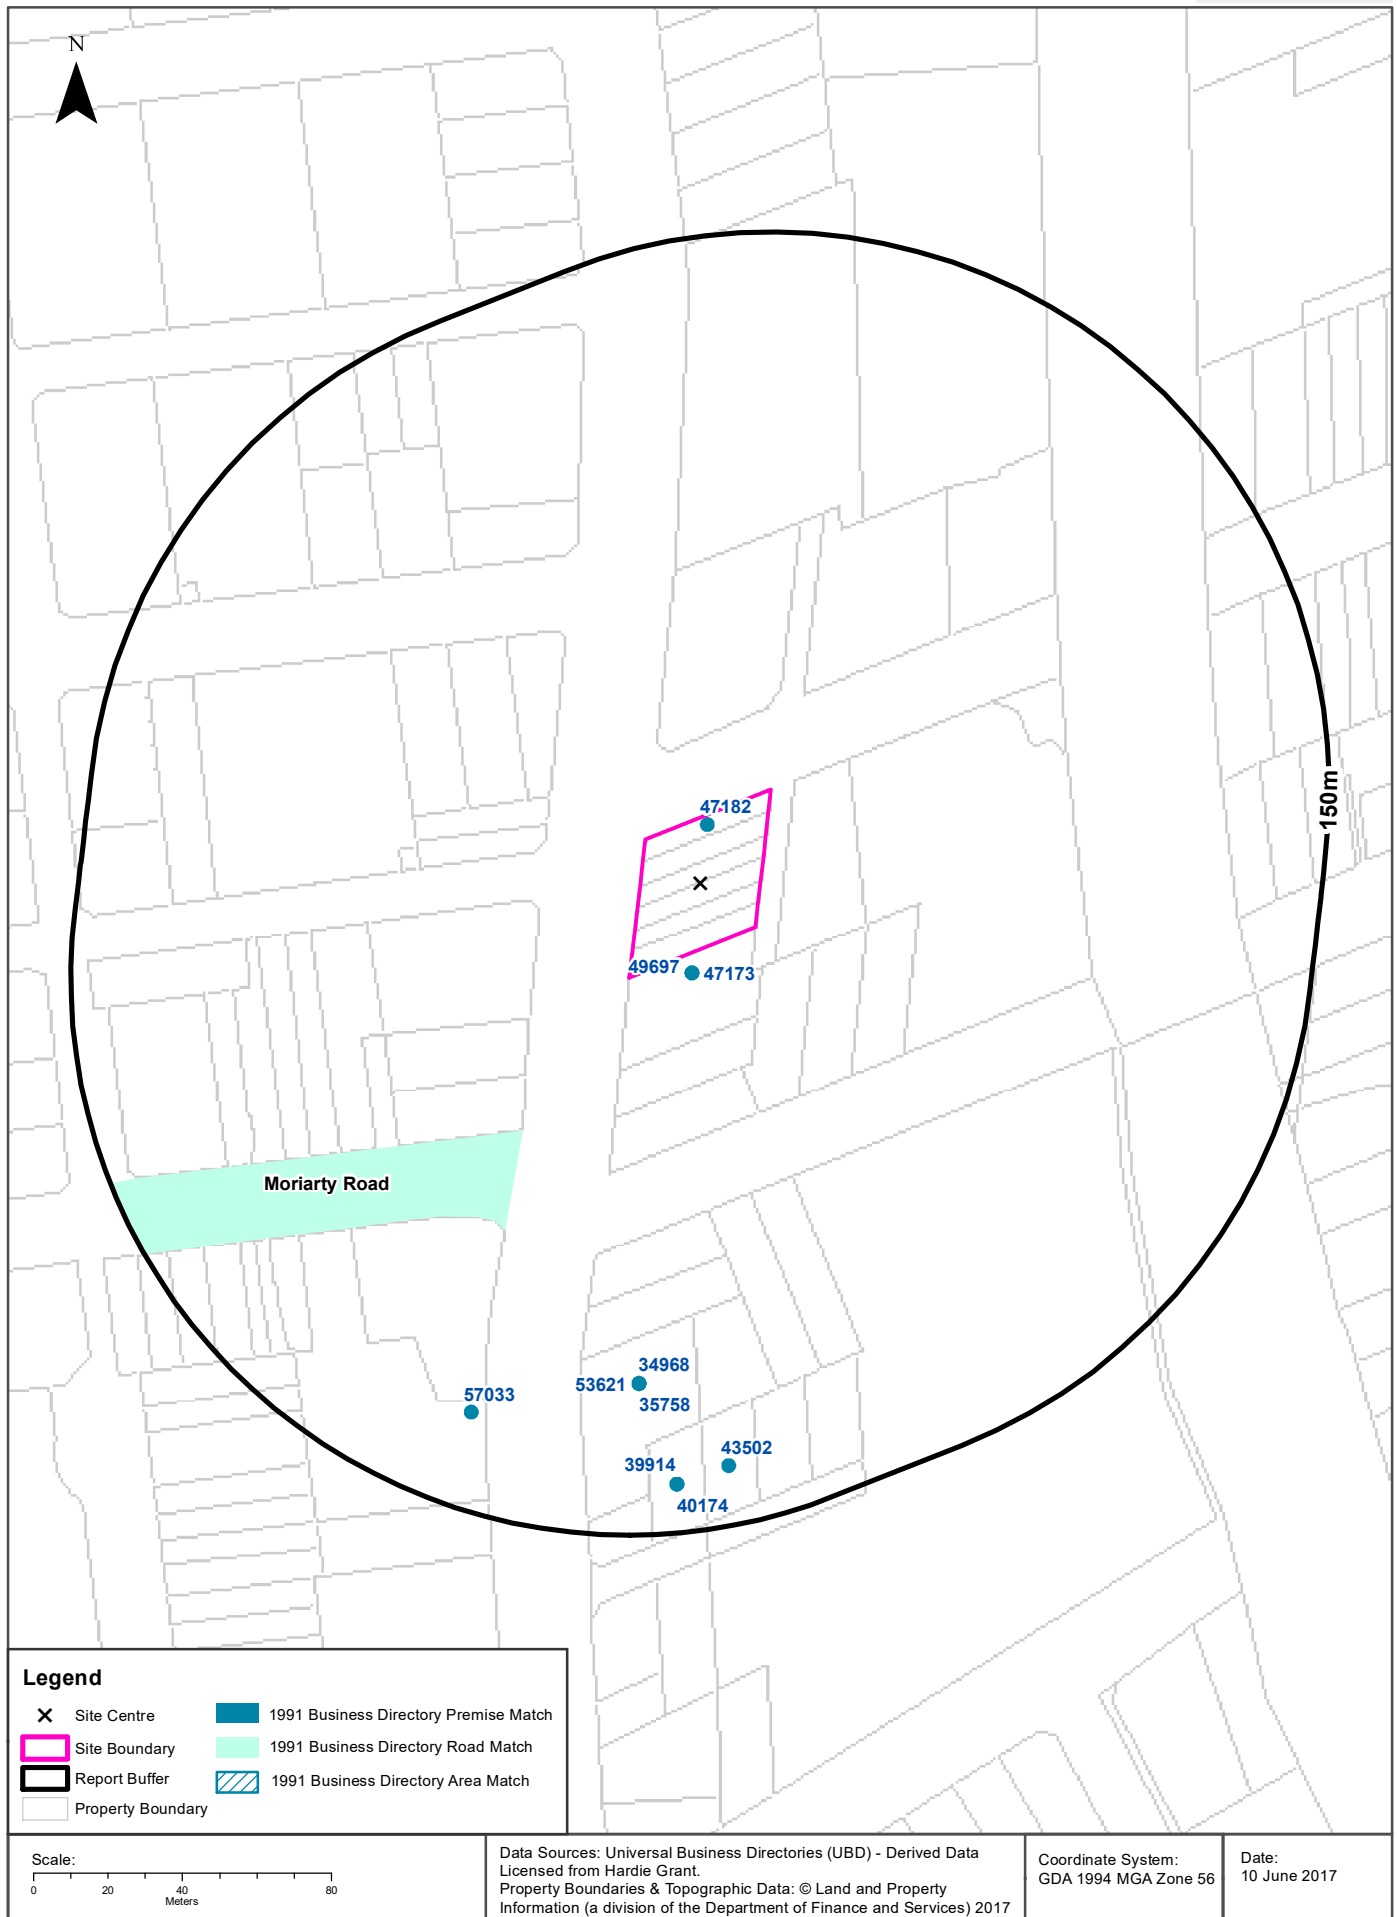 N
150m
47182
49697
47173
Moriarty Road
34968
53621
35758
57033
43502
39914
40174
Legend
Site Centre
Site Boundary
Report Buffer
Property Boundary
1991 Business Directory Premise Match
1991 Business Directory Road Match
1991 Business Directory Area Match
Scale:
0 20 40 80
Meters
Data Sources: Universal Business Directories (UBD) - Derived Data
Licensed from Hardie Grant.
Property Boundaries & Topographic Data: © Land and Property
Information (a division of the Department of Finance and Services) 2017
Coordinate System:
GDA 1994 MGA Zone 56
Date:
10 June 2017